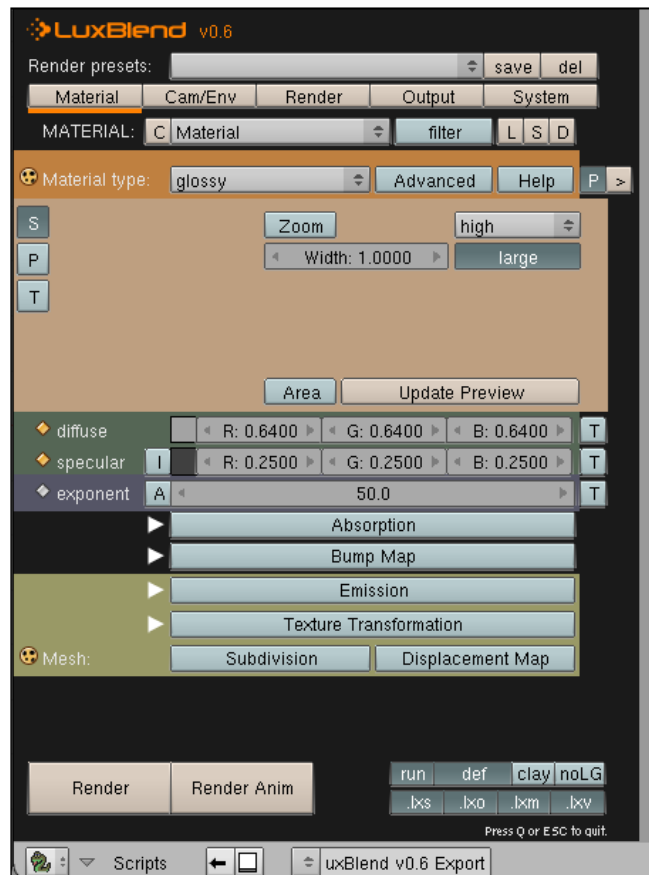 LuxBlend v0.6
Render presets: save del
Material Cam/Env Render Output System
MATERIAL: C Material filter L S D
Material type: glossy Advanced Help P >
S Zoom high
P Width: 1.0000 large
T
Area Update Preview
diffuse R: 0.6400 G: 0.6400 B: 0.6400 T
specular I R: 0.2500 G: 0.2500 B: 0.2500 T
exponent A 50.0 T
Absorption
Bump Map
Emission
Texture Transformation
Mesh: Subdivision Displacement Map
Render Render Anim run def clay noLG
.lxs .lxo .lxm .lxv
Press Q or ESC to quit.
Scripts uxBlend v0.6 Export